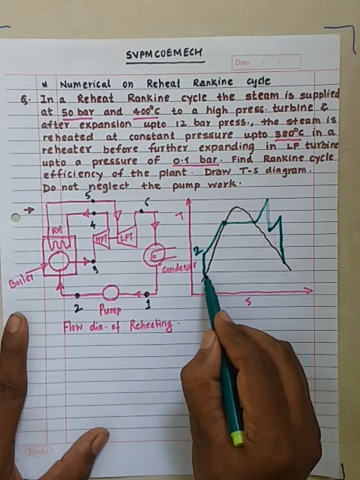 SVPMCOEMECH
Date:
* Numerical on Reheat Rankine Cycle
Q. In a Reheat Rankine cycle the steam is supplied
at 50 bar and 400°C to a high press. turbine &
after expansion upto 12 bar press., the steam is
reheated at constant pressure upto 380°C in a
reheater before further expanding in LP turbine
upto a pressure of 0.1 bar. Find Rankine cycle
efficiency of the plant. Draw T-S diagram.
Do not neglect the pump work.
5
6
RH
4
HPT
LPT
3
Boiler
Condensor
2
Pump
1
Flow dia. of Reheating.
T
2
S